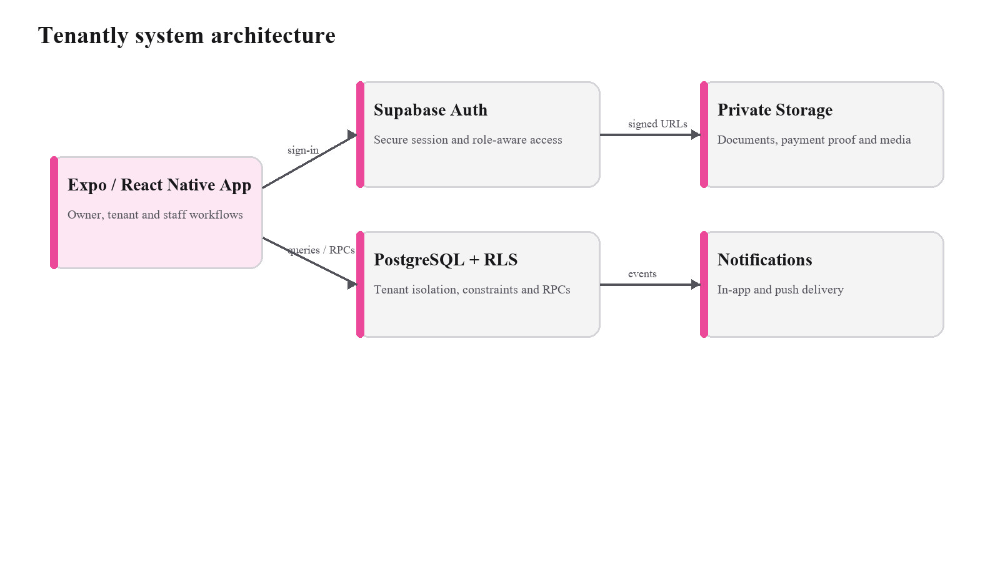 Tenantly system architecture
Supabase Auth
Secure session and role-aware access
signed URLs
Private Storage
Documents, payment proof and media
sign-in
Expo / React Native App
Owner, tenant and staff workflows
queries / RPCs
PostgreSQL + RLS
Tenant isolation, constraints and RPCs
events
Notifications
In-app and push delivery